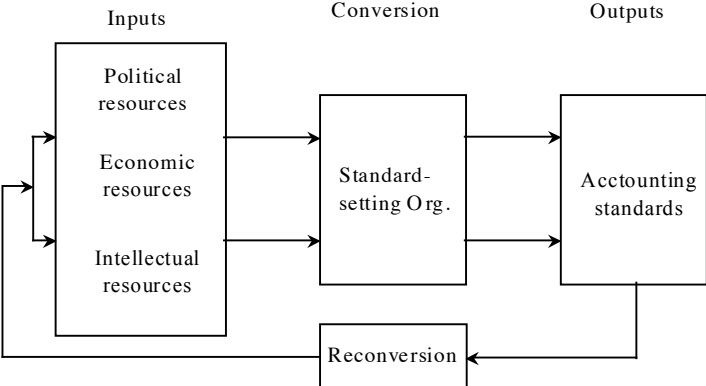 Inputs
Conversion
Outputs
Political
resources
Economic
resources
Intellectual
resources
Standard-
setting Org.
Acctounting
standards
Reconversion